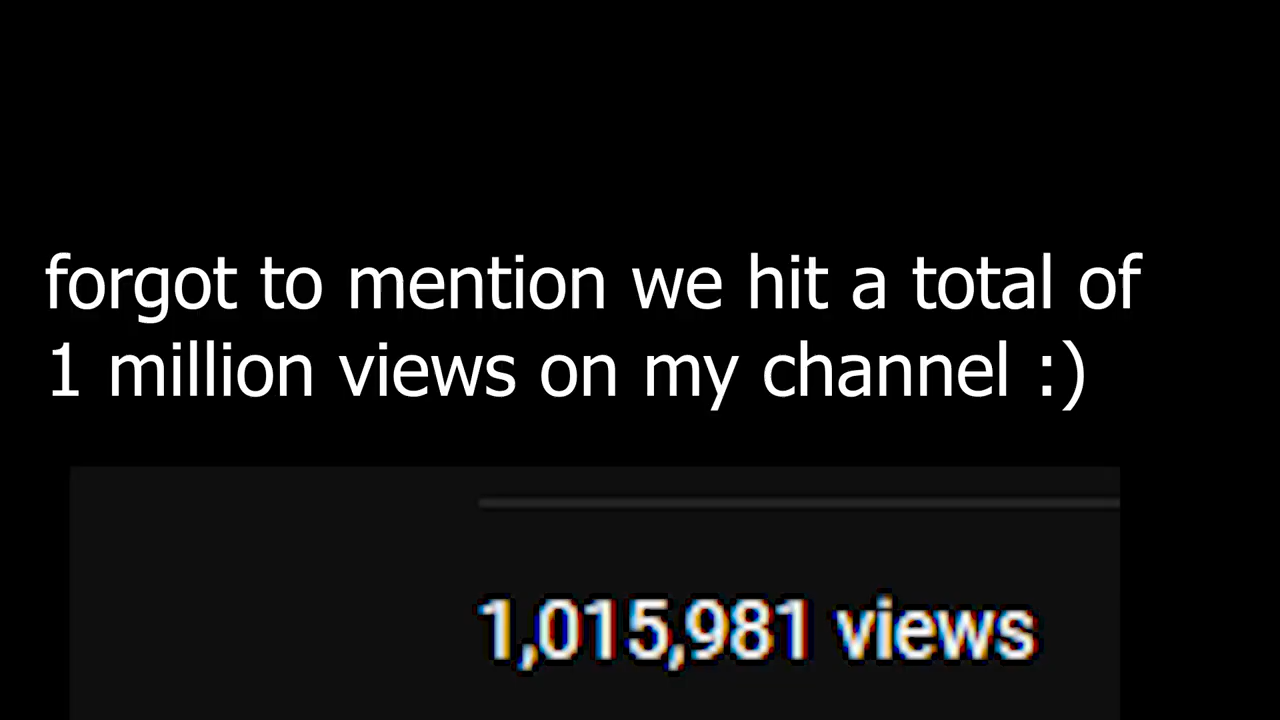 forgot to mention we hit a total of
1 million views on my channel :)
1,015,981 views